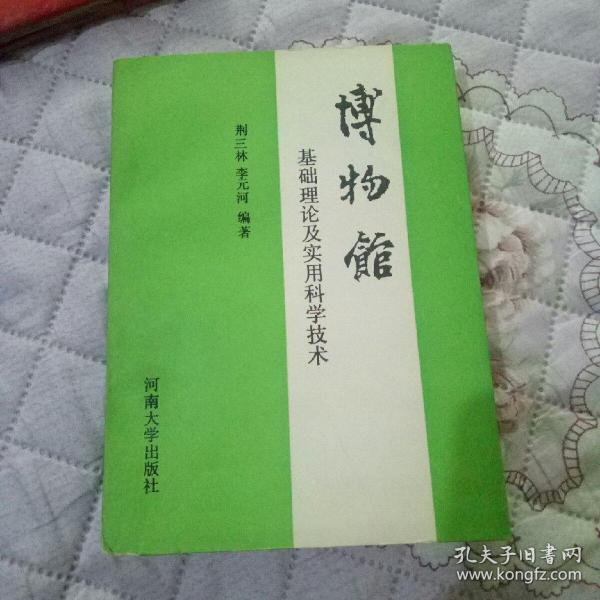 博物館
基础理论及实用科学技术
荆三林 李元河 编著
河南大学出版社
孔夫子旧書网
www.kongfz.com